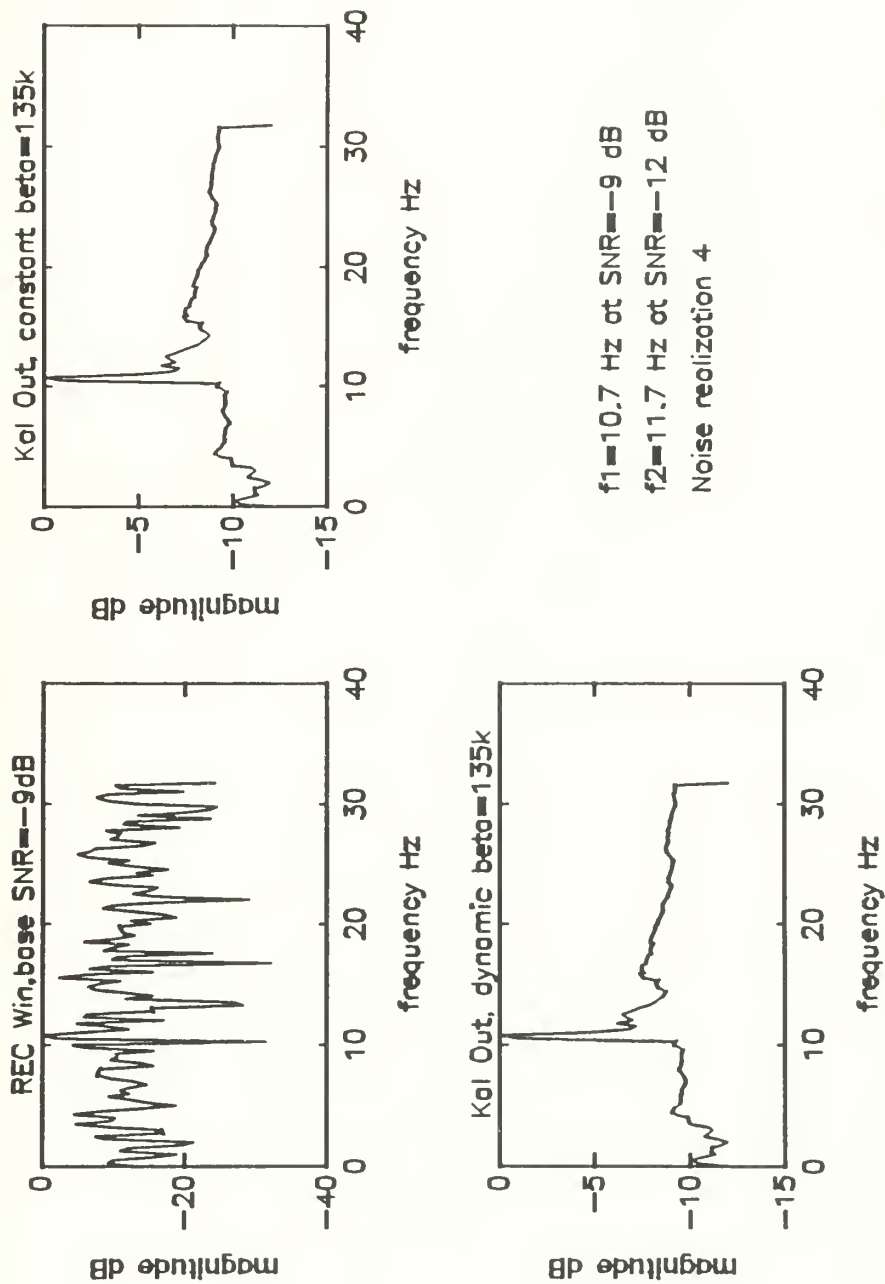 REC Win,base SNR=-9dB
0
-20
-40
magnitude dB
0 10 20 30 40
frequency Hz
Kal Out, constant beta=135k
0
-5
-10
-15
magnitude dB
0 10 20 30 40
frequency Hz
Kal Out, dynamic beta=135k
0
-5
-10
-15
magnitude dB
0 10 20 30 40
frequency Hz
f1=10.7 Hz at SNR=-9 dB
f2=11.7 Hz at SNR=-12 dB
Noise realization 4